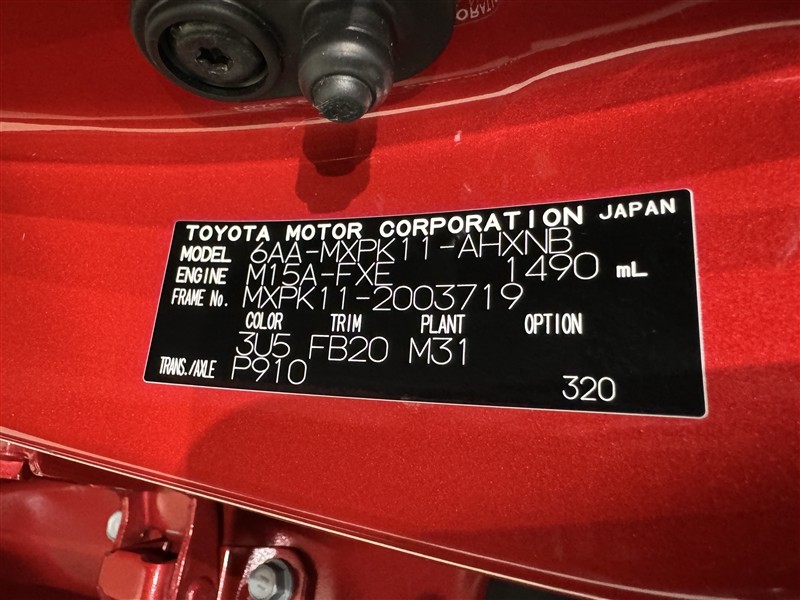 TOYOTA MOTOR CORPORATION JAPAN
MODEL 6AA-MXPK11-AHXNB
ENGINE M15A-FXE 1490 mL
FRAME No. MXPK11-2003719
COLOR TRIM PLANT OPTION
3U5 FB20 M31
TRANS./AXLE P910
320